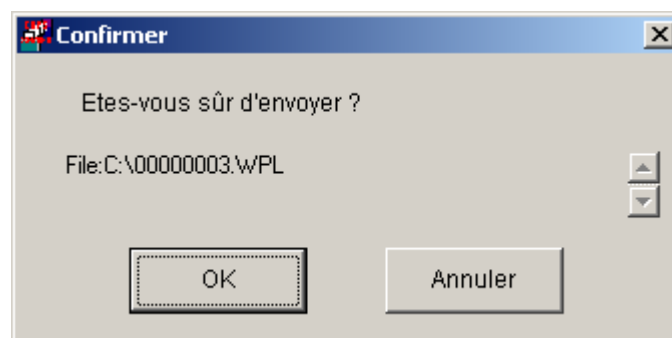 Confirmer
Etes-vous sûr d'envoyer ?
File:C:\00000003.WPL
OK
Annuler